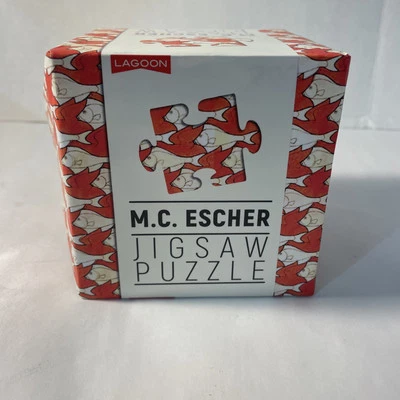 LAGOON
M.C. ESCHER
JIGSAW
PUZZLE